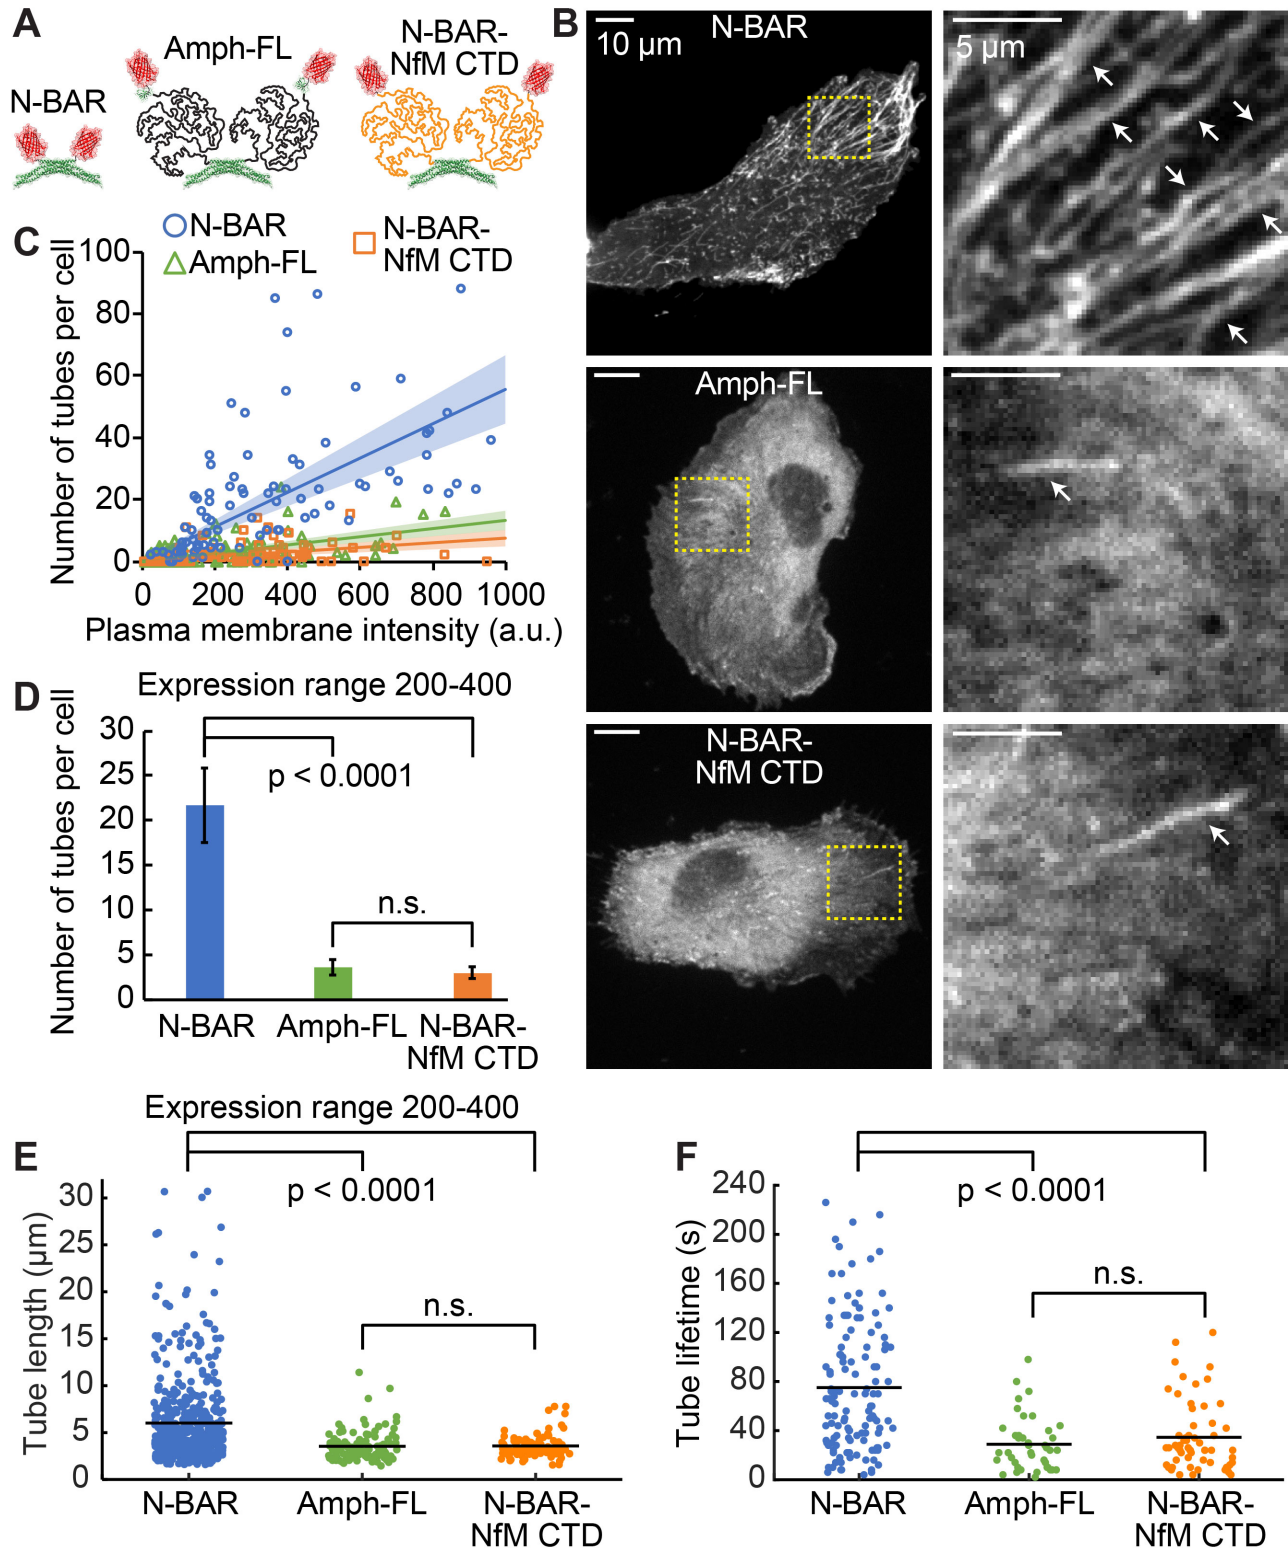 A
N-BAR
Amph-FL
N-BAR-
NfM CTD
B
10 µm
N-BAR
5 µm
Amph-FL
N-BAR-
NfM CTD
C
N-BAR
Amph-FL
N-BAR-
NfM CTD
Number of tubes per cell
100
80
60
40
20
0
0 200 400 600 800 1000
Plasma membrane intensity (a.u.)
D
Expression range 200-400
Number of tubes per cell
30
25
20
15
10
5
0
p < 0.0001
n.s.
N-BAR
Amph-FL
N-BAR-
NfM CTD
Expression range 200-400
E
Tube length (µm)
30
25
20
15
10
5
0
p < 0.0001
n.s.
N-BAR
Amph-FL
N-BAR-
NfM CTD
F
Tube lifetime (s)
240
200
160
120
80
40
0
p < 0.0001
n.s.
N-BAR
Amph-FL
N-BAR-
NfM CTD